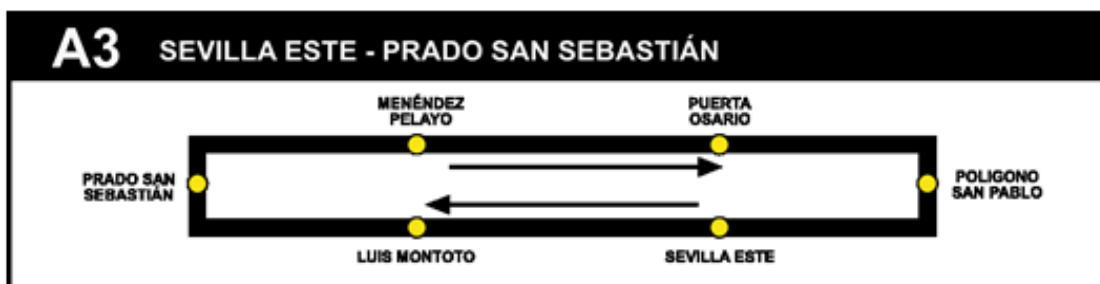 A3 SEVILLA ESTE - PRADO SAN SEBASTIÁN
MENÉNDEZ
PELAYO
PUERTA
OSARIO
PRADO SAN
SEBASTIÁN
POLIGONO
SAN PABLO
LUIS MONTOTO
SEVILLA ESTE